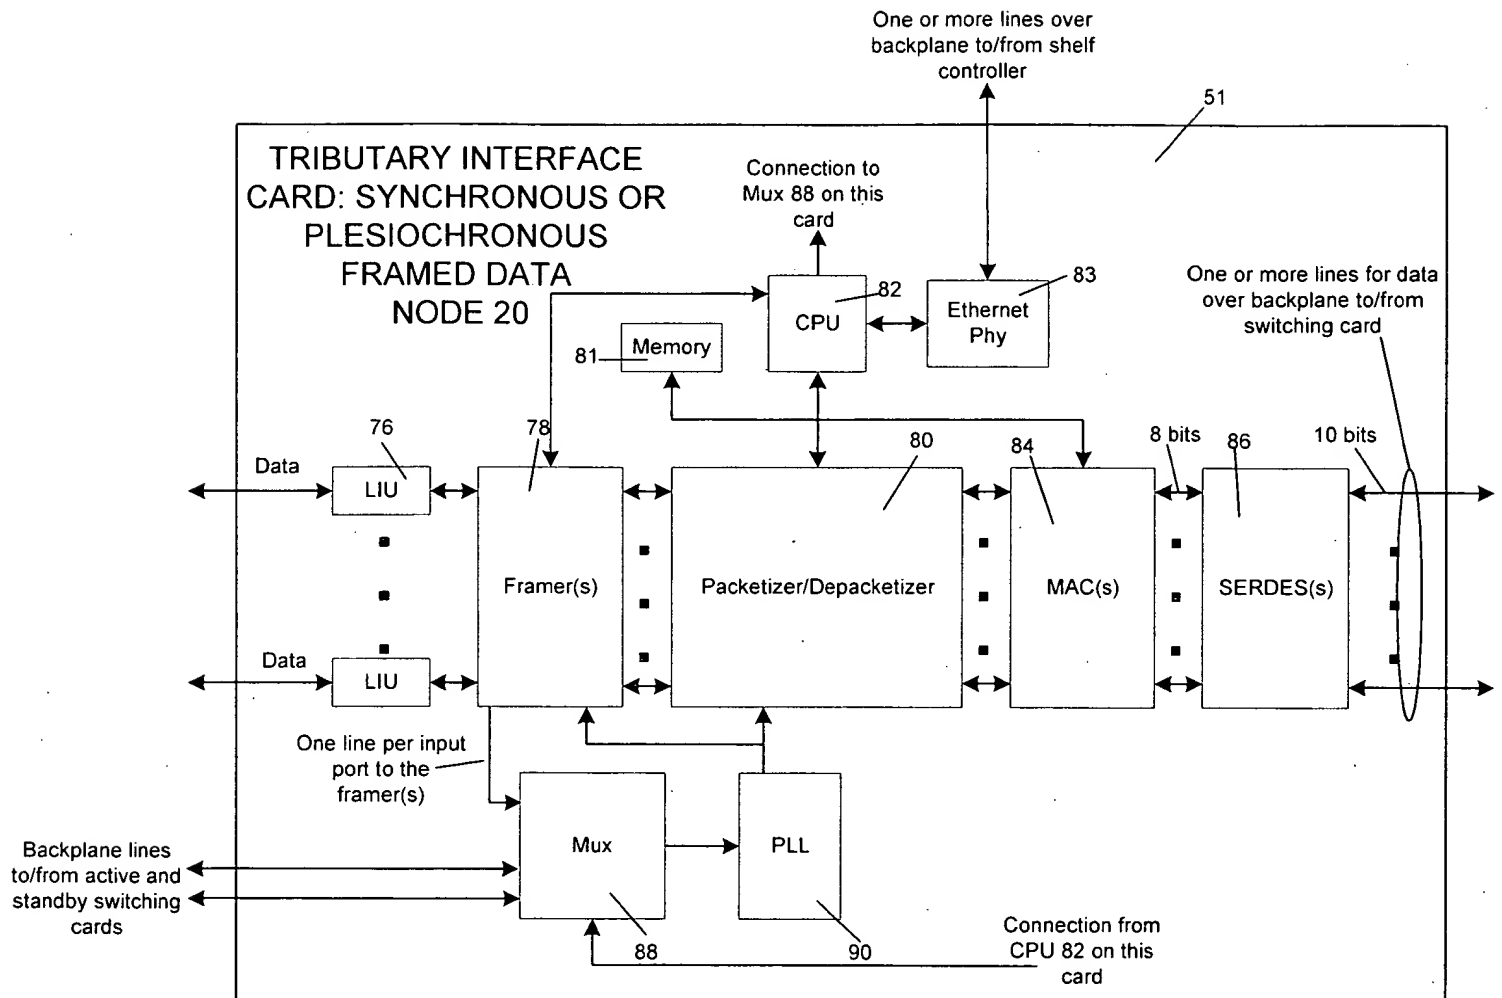 One or more lines over
backplane to/from shelf
controller
51
TRIBUTARY INTERFACE
CARD: SYNCHRONOUS OR
PLESIOCHRONOUS
FRAMED DATA
NODE 20
Connection to
Mux 88 on this
card
82
CPU
83
Ethernet
Phy
One or more lines for data
over backplane to/from
switching card
81
Memory
76
78
80
84
8 bits
86
10 bits
Data
LIU
Framer(s)
Packetizer/Depacketizer
MAC(s)
SERDES(s)
Data
LIU
One line per input
port to the
framer(s)
Mux
PLL
Backplane lines
to/from active and
standby switching
cards
88
90
Connection from
CPU 82 on this
card